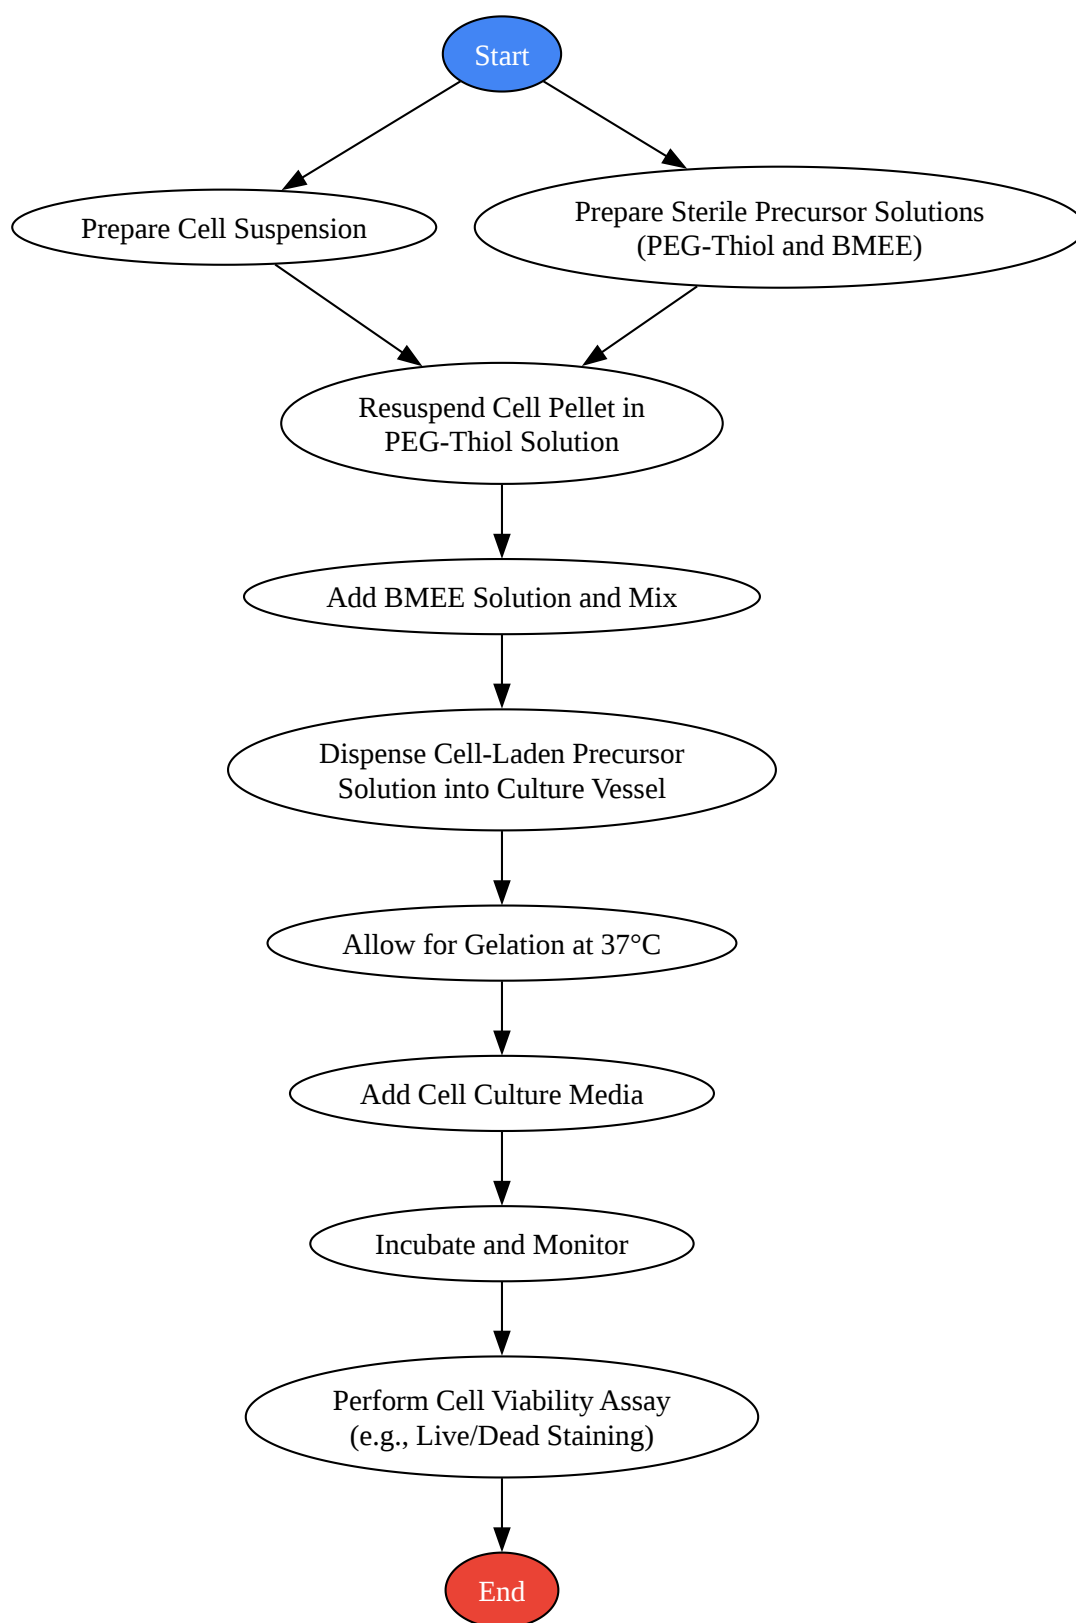 Start
Prepare Cell Suspension
Prepare Sterile Precursor Solutions
(PEG-Thiol and BMEE)
Resuspend Cell Pellet in
PEG-Thiol Solution
Add BMEE Solution and Mix
Dispense Cell-Laden Precursor
Solution into Culture Vessel
Allow for Gelation at 37°C
Add Cell Culture Media
Incubate and Monitor
Perform Cell Viability Assay
(e.g., Live/Dead Staining)
End